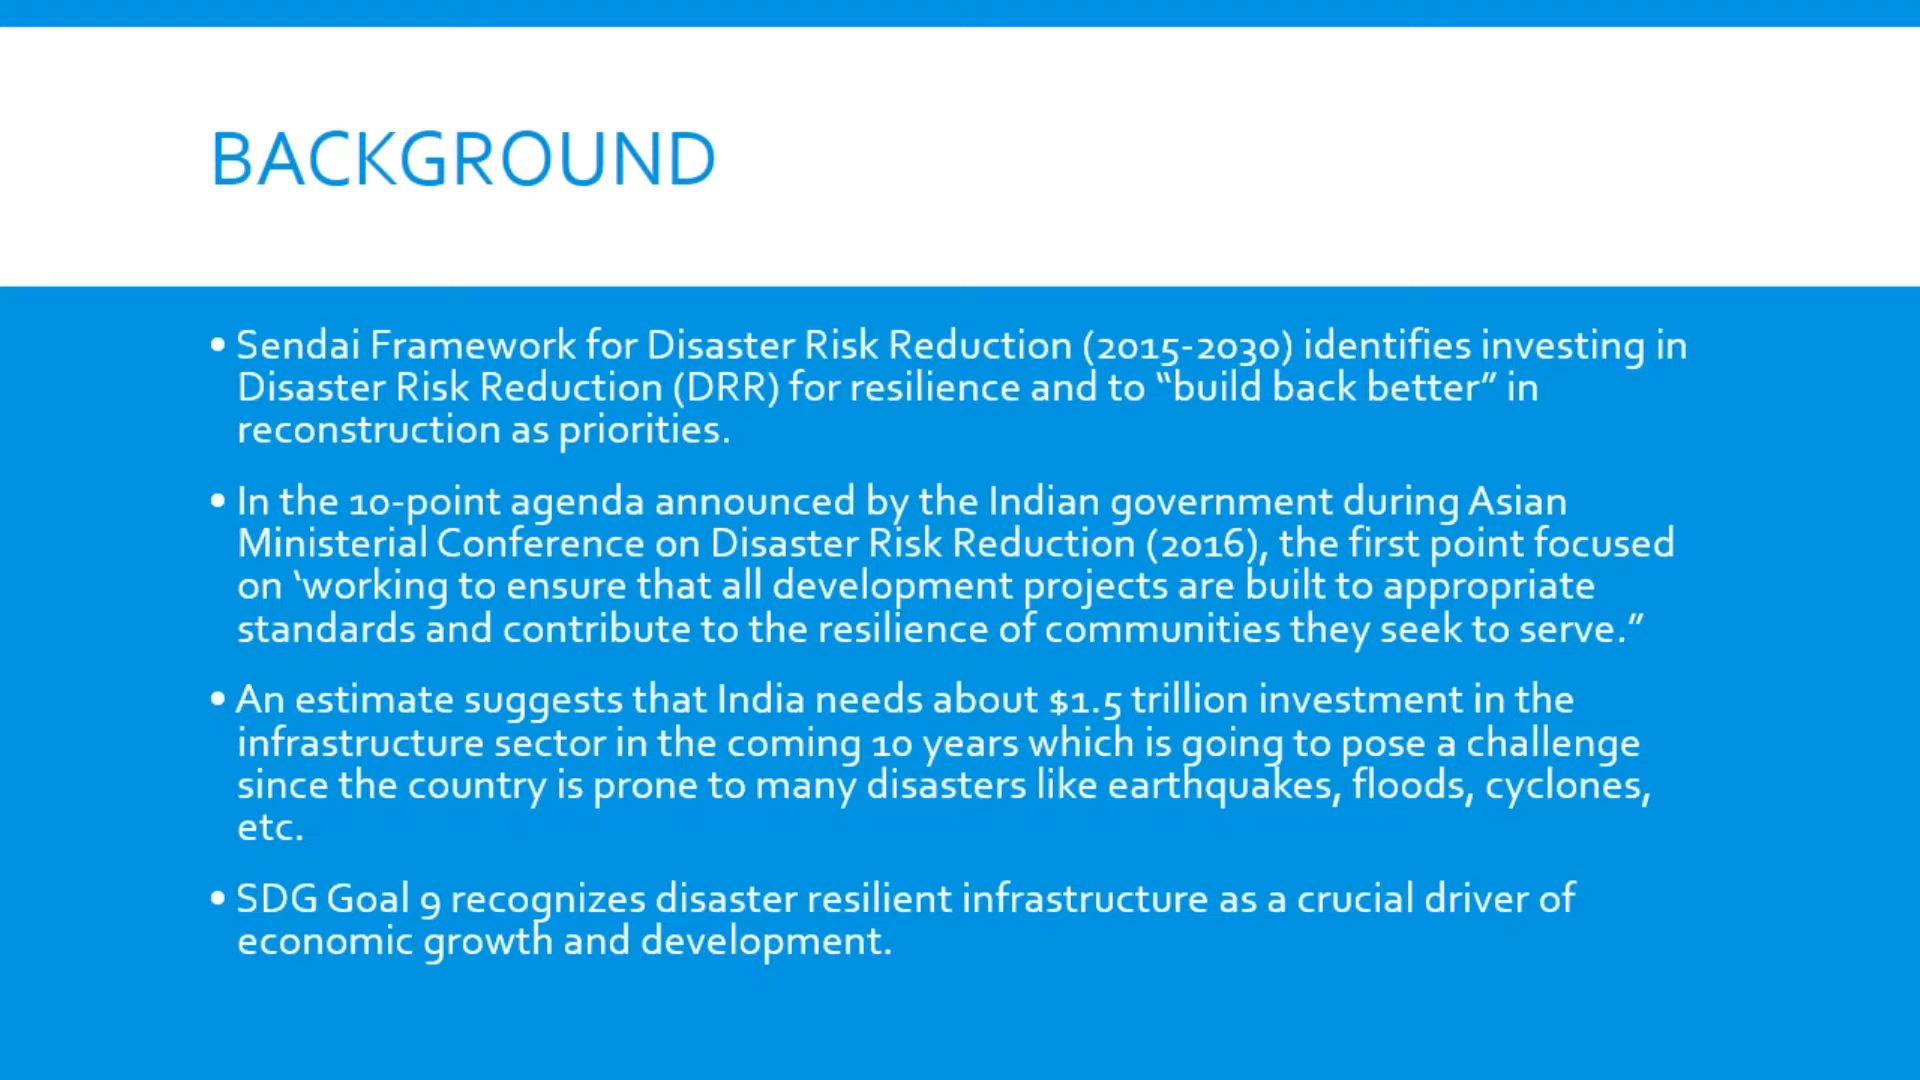 BACKGROUND
• Sendai Framework for Disaster Risk Reduction (2015-2030) identifies investing in
Disaster Risk Reduction (DRR) for resilience and to “build back better” in
reconstruction as priorities.
• In the 10-point agenda announced by the Indian government during Asian
Ministerial Conference on Disaster Risk Reduction (2016), the first point focused
on ‘working to ensure that all development projects are built to appropriate
standards and contribute to the resilience of communities they seek to serve.”
• An estimate suggests that India needs about $1.5 trillion investment in the
infrastructure sector in the coming 10 years which is going to pose a challenge
since the country is prone to many disasters like earthquakes, floods, cyclones,
etc.
• SDG Goal 9 recognizes disaster resilient infrastructure as a crucial driver of
economic growth and development.